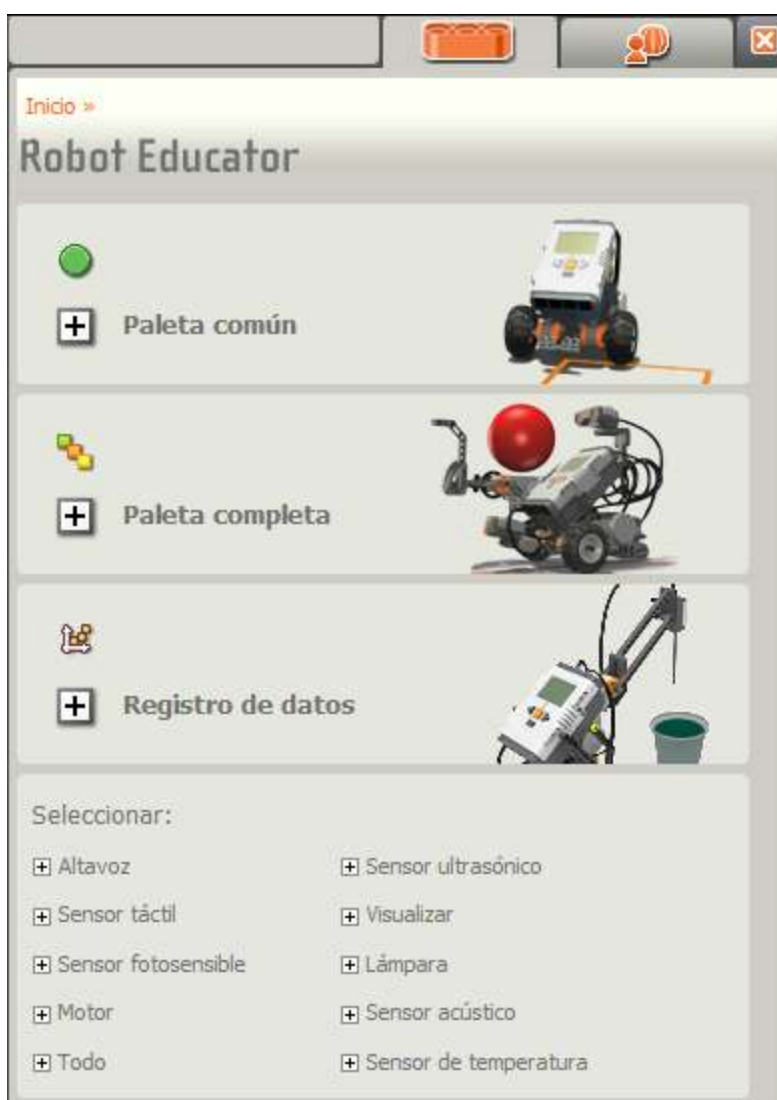 Inicio »
Robot Educator
Paleta común
Paleta completa
Registro de datos
Seleccionar:
Altavoz
Sensor ultrasónico
Sensor táctil
Visualizar
Sensor fotosensible
Lámpara
Motor
Sensor acústico
Todo
Sensor de temperatura